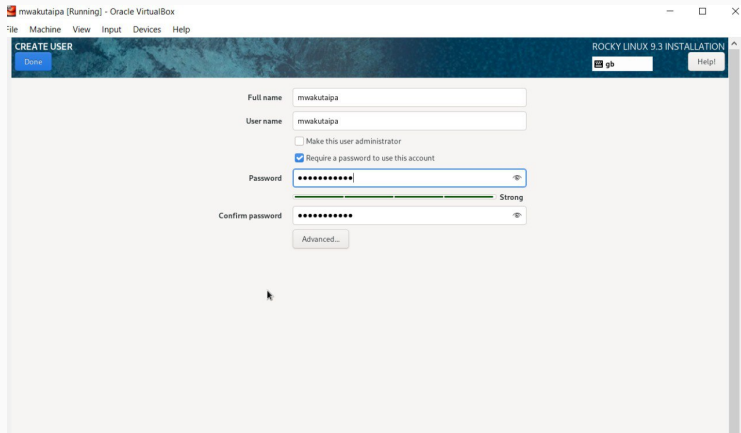 mwakutaipa [Running] - Oracle VirtualBox
File Machine View Input Devices Help
CREATE USER
ROCKY LINUX 9.3 INSTALLATION
Done
gb
Help!
Full name
mwakutaipa
User name
mwakutaipa
Make this user administrator
Require a password to use this account
Password
●●●●●●●●●●●
Strong
Confirm password
●●●●●●●●●●●
Advanced...